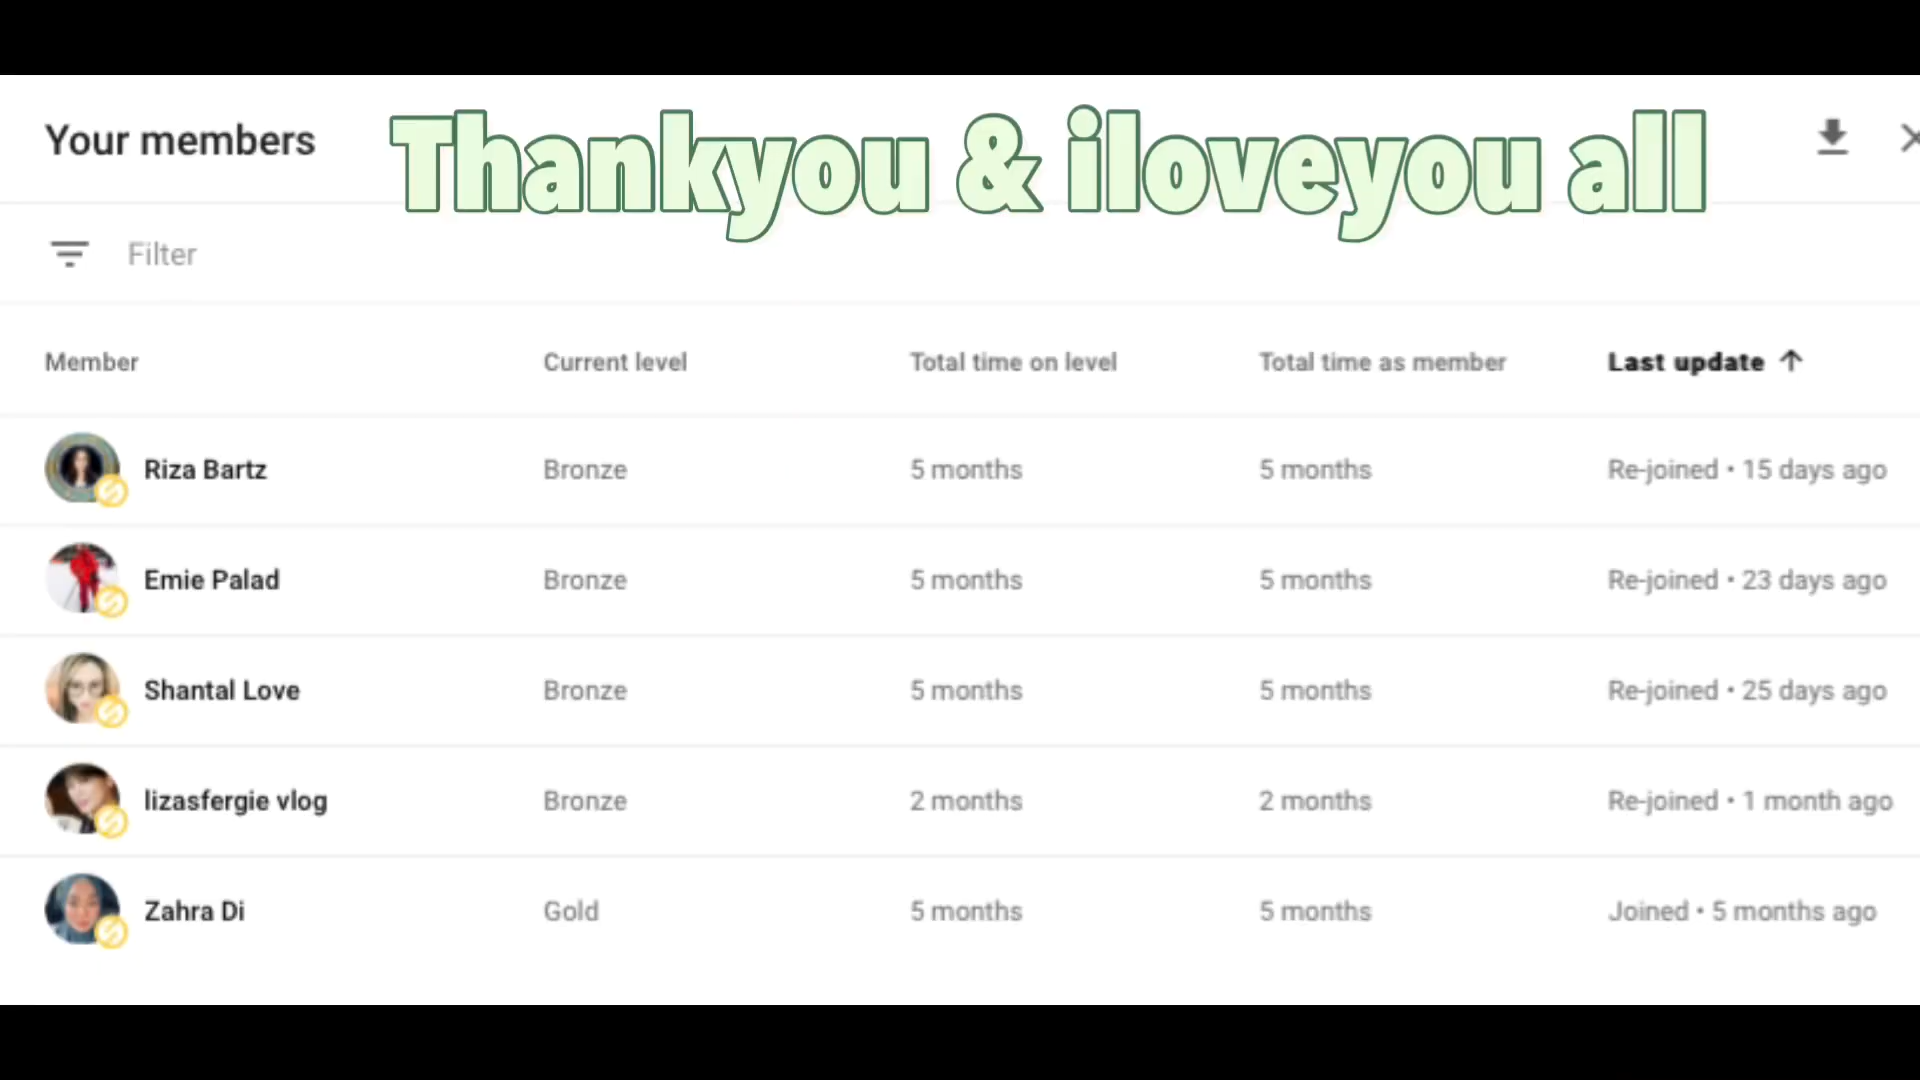 Your members
Thankyou & iloveyou all
Filter
Member Current level Total time on level Total time as member Last update
Riza Bartz Bronze 5 months 5 months Re-joined • 15 days ago
Emie Palad Bronze 5 months 5 months Re-joined • 23 days ago
Shantal Love Bronze 5 months 5 months Re-joined • 25 days ago
lizasfergie vlog Bronze 2 months 2 months Re-joined • 1 month ago
Zahra Di Gold 5 months 5 months Joined • 5 months ago